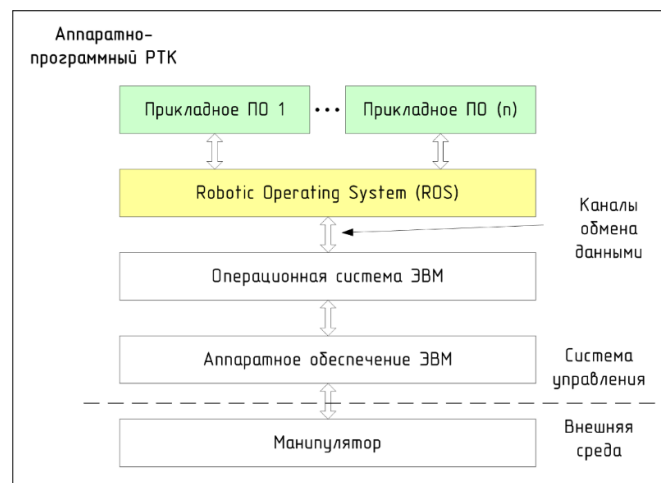 Аппаратно-
программный РТК
Прикладное ПО 1 ••• Прикладное ПО (n)
Robotic Operating System (ROS)
Каналы
обмена
данными
Операционная система ЭВМ
Аппаратное обеспечение ЭВМ
Система
управления
Манипулятор
Внешняя
среда